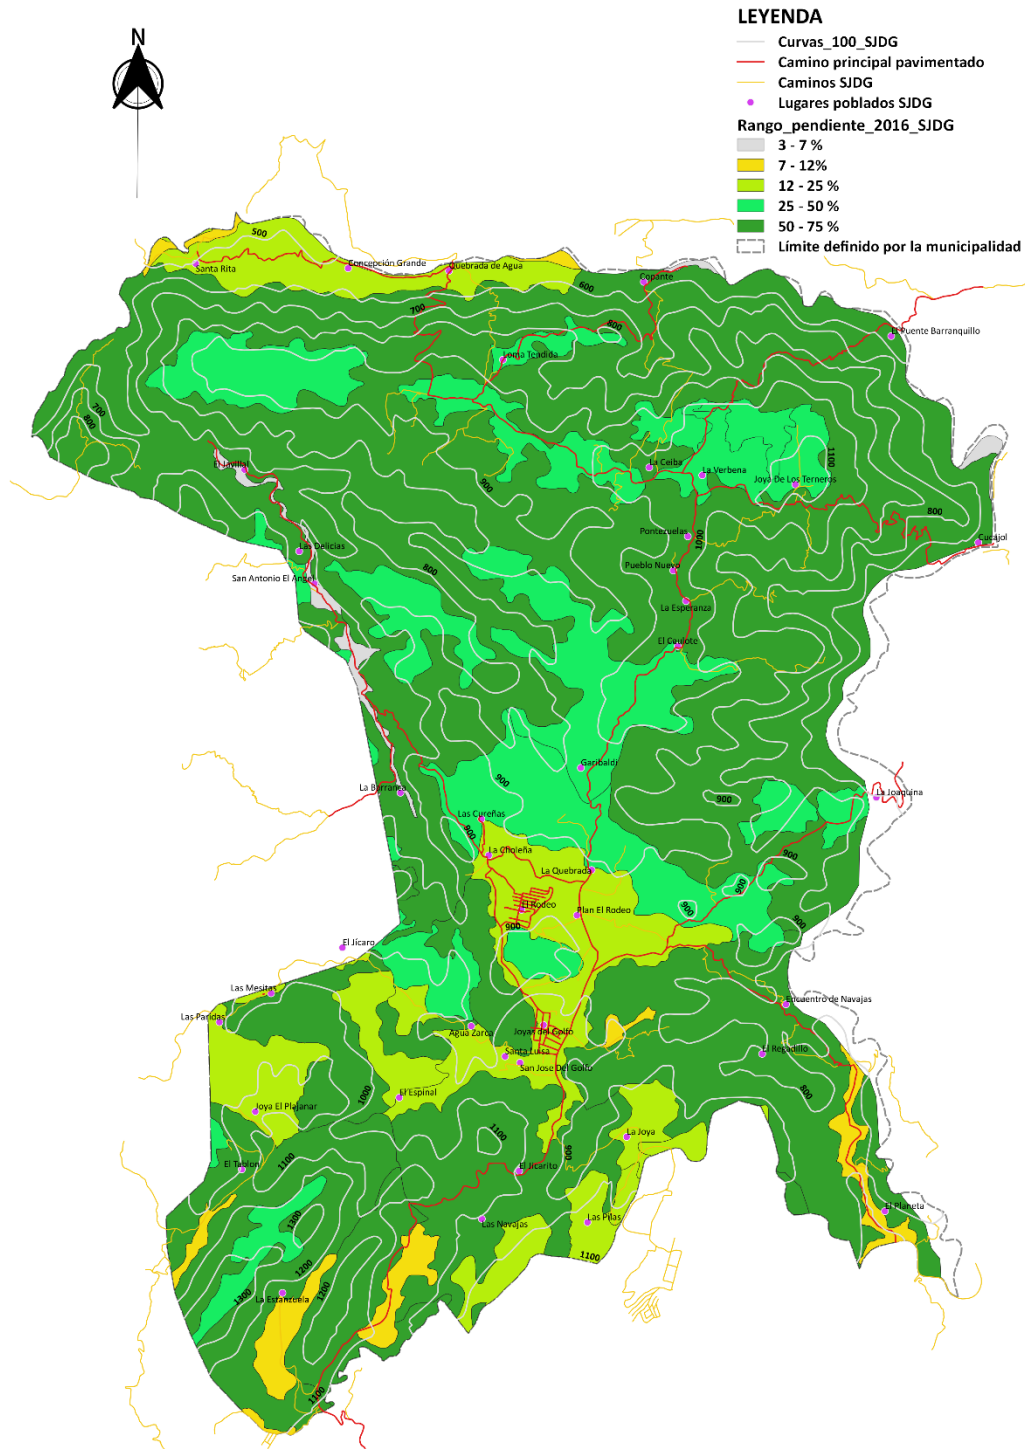 LEYENDA
Curvas_100_SJDG
Camino principal pavimentado
Caminos SJDG
Lugares poblados SJDG
Rango_pendiente_2016_SJDG
3 - 7 %
7 - 12%
12 - 25 %
25 - 50 %
50 - 75 %
Límite definido por la municipalidad
N
500
Santa Rita
Concepción Grande
Quebrada de Agua
Copante
600
700
800
El Puente Barranquillo
Loma Tendida
700
800
El Javillal
La Ceiba
La Verbena
1100
Joya De Los Terneros
900
800
Pontezuelas
1000
Cucajol
Las Delicias
800
Pueblo Nuevo
San Antonio El Angel
La Esperanza
El Caulote
Garibaldi
900
La Barranca
900
La Joaquina
Las Cureñas
900
La Choleña
900
La Quebrada
900
El Rodeo
Plan El Rodeo
900
900
900
El Jícaro
Las Mesitas
Encuentro de Navajas
Las Paridas
Agua Zarca
Joyas del Golfo
Santa Luisa
El Regadillo
San Jose Del Golfo
1000
El Espinal
800
Joya El Plajanar
1100
La Joya
900
1100
El Tablon
El Jicarito
1300
Las Navajas
Las Pilas
El Planeta
1100
1200
1300
La Estanzuela
1200
1100